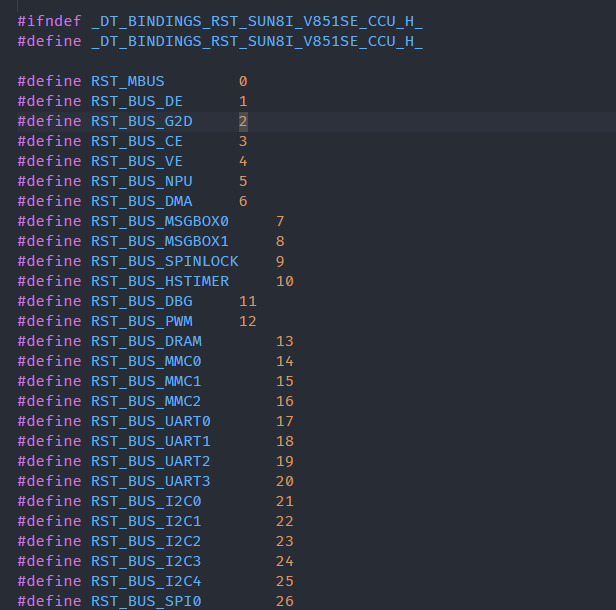 #ifndef _DT_BINDINGS_RST_SUN8I_V851SE_CCU_H_
#define _DT_BINDINGS_RST_SUN8I_V851SE_CCU_H_
#define RST_MBUS 0
#define RST_BUS_DE 1
#define RST_BUS_G2D 2
#define RST_BUS_CE 3
#define RST_BUS_VE 4
#define RST_BUS_NPU 5
#define RST_BUS_DMA 6
#define RST_BUS_MSGBOX0 7
#define RST_BUS_MSGBOX1 8
#define RST_BUS_SPINLOCK 9
#define RST_BUS_HSTIMER 10
#define RST_BUS_DBG 11
#define RST_BUS_PWM 12
#define RST_BUS_DRAM 13
#define RST_BUS_MMC0 14
#define RST_BUS_MMC1 15
#define RST_BUS_MMC2 16
#define RST_BUS_UART0 17
#define RST_BUS_UART1 18
#define RST_BUS_UART2 19
#define RST_BUS_UART3 20
#define RST_BUS_I2C0 21
#define RST_BUS_I2C1 22
#define RST_BUS_I2C2 23
#define RST_BUS_I2C3 24
#define RST_BUS_I2C4 25
#define RST_BUS_SPI0 26